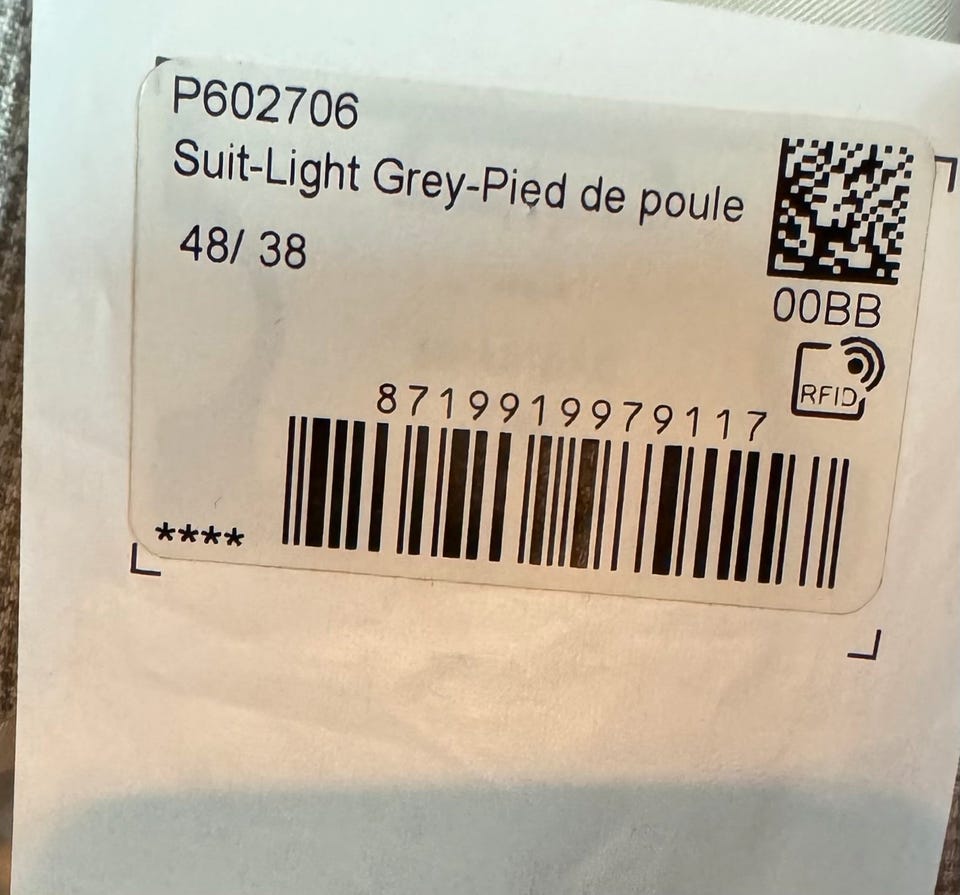 P602706
Suit-Light Grey-Pied de poule
48/ 38
00BB
RFID
8719919979117
****